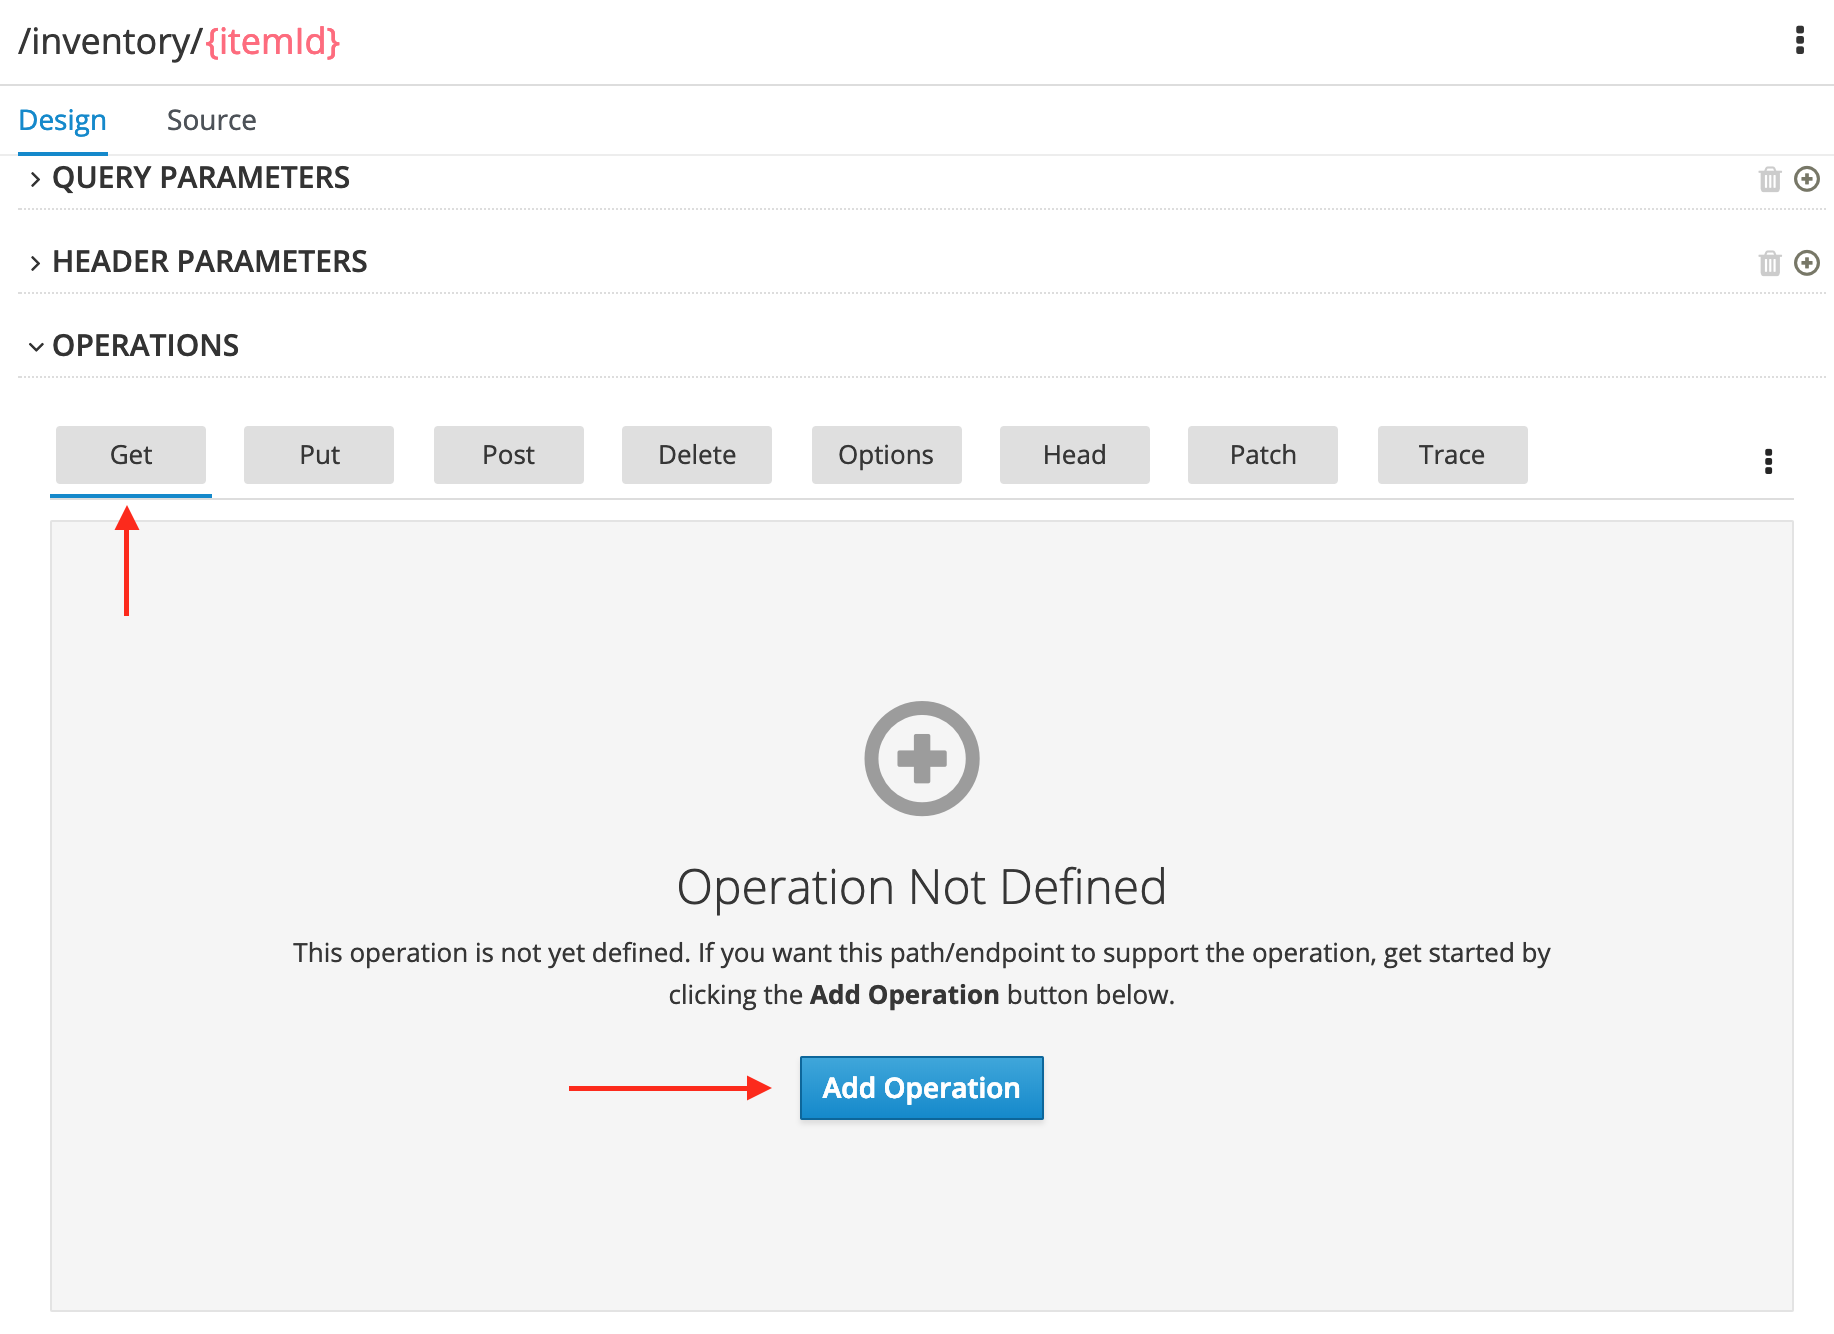 /inventory/{itemId}
Design Source
QUERY PARAMETERS
HEADER PARAMETERS
OPERATIONS
Get Put Post Delete Options Head Patch Trace
Operation Not Defined
This operation is not yet defined. If you want this path/endpoint to support the operation, get started by
clicking the Add Operation button below.
Add Operation